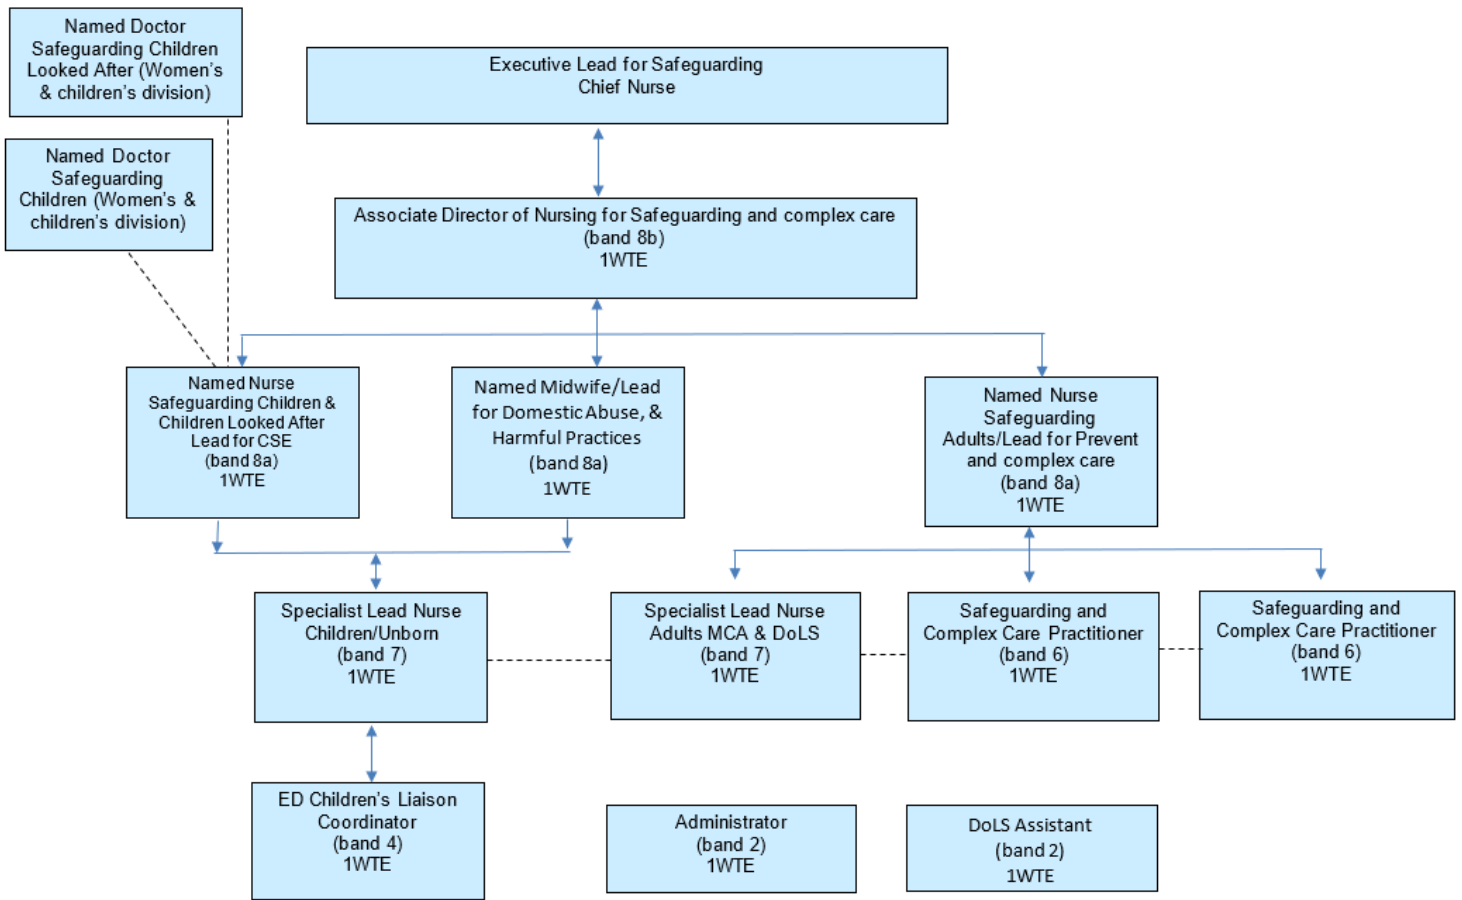 Named Doctor
Safeguarding Children
Looked After (Women's
& children's division)
Executive Lead for Safeguarding
Chief Nurse
Named Doctor
Safeguarding
Children (Women's &
children's division)
Associate Director of Nursing for Safeguarding and complex care
(band 8b)
1WTE
Named Nurse
Safeguarding Children &
Children Looked After
Lead for CSE
(band 8a)
1WTE
Named Midwife/Lead
for Domestic Abuse, &
Harmful Practices
(band 8a)
1WTE
Named Nurse
Safeguarding
Adults/Lead for Prevent
and complex care
(band 8a)
1WTE
Specialist Lead Nurse
Children/Unborn
(band 7)
1WTE
Specialist Lead Nurse
Adults MCA & DoLS
(band 7)
1WTE
Safeguarding and
Complex Care Practitioner
(band 6)
1WTE
Safeguarding and
Complex Care Practitioner
(band 6)
1WTE
ED Children's Liaison
Coordinator
(band 4)
1WTE
Administrator
(band 2)
1WTE
DoLS Assistant
(band 2)
1WTE